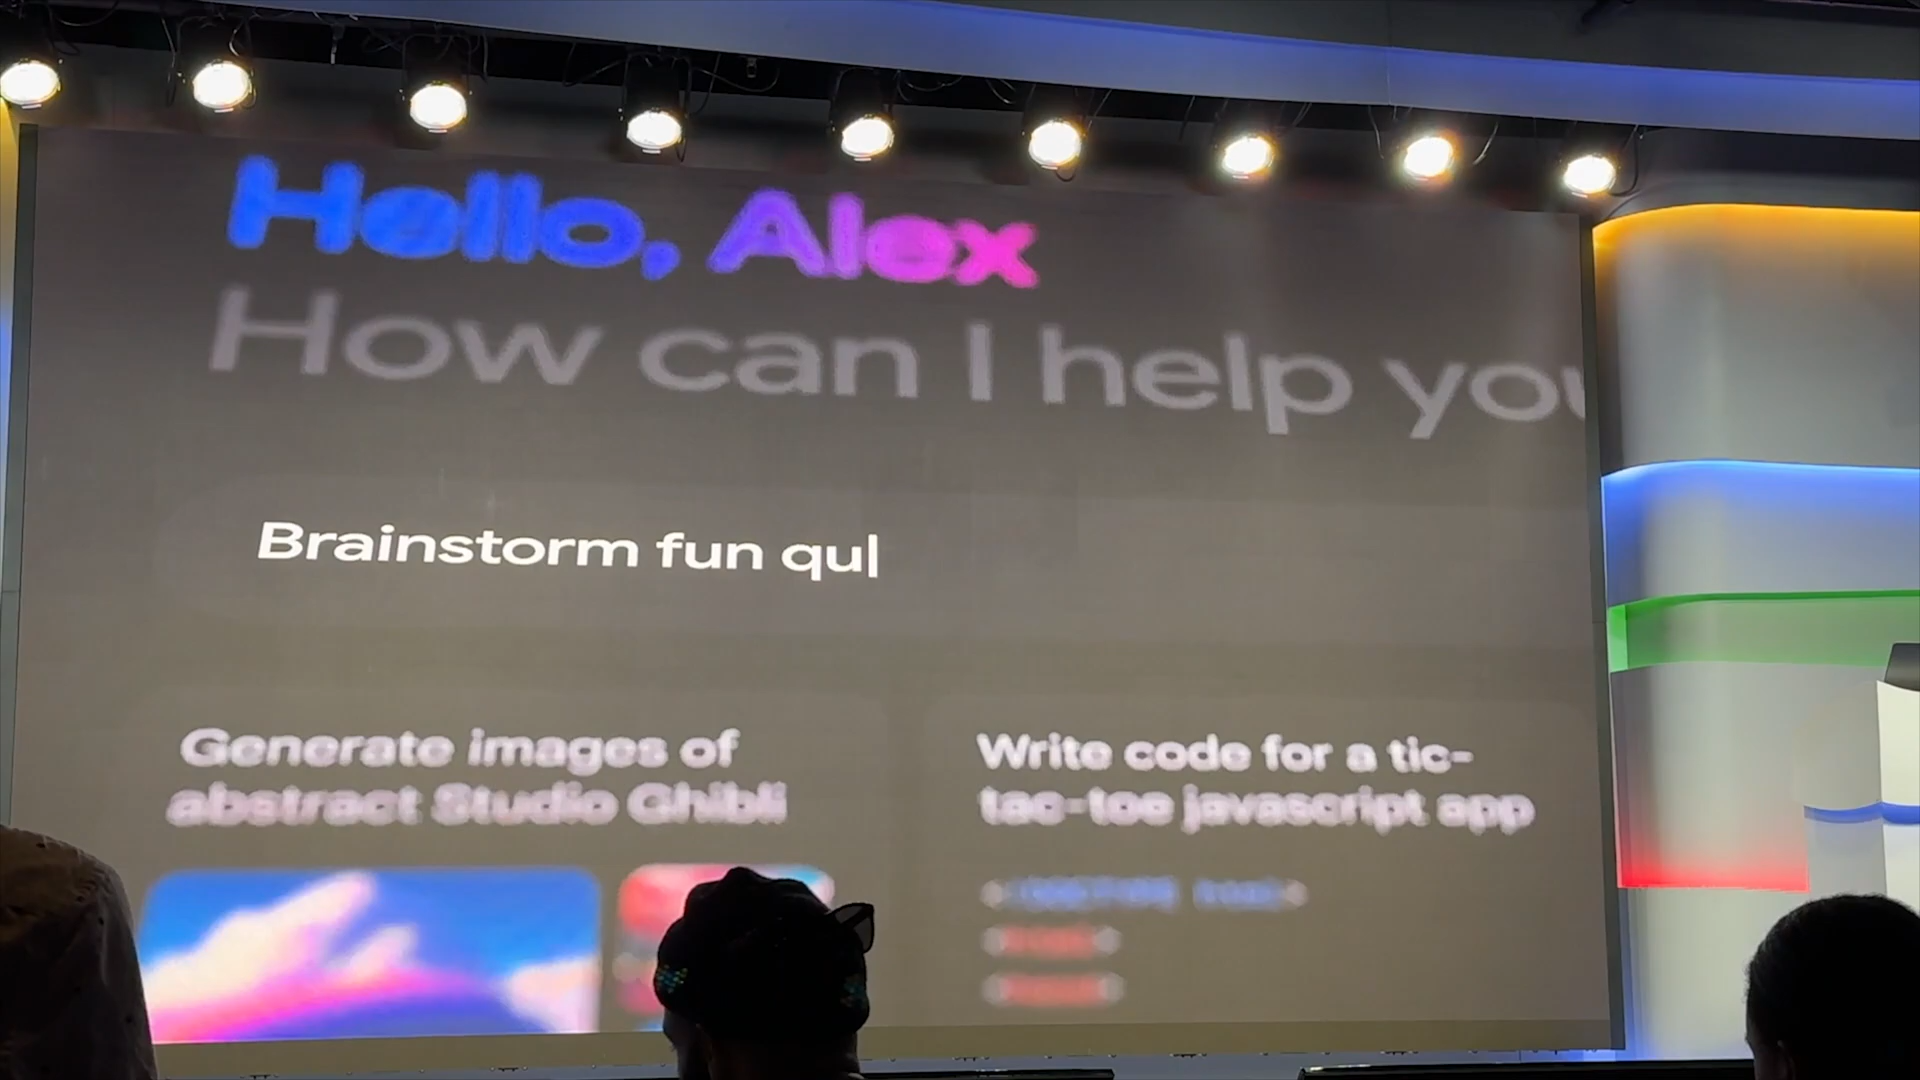 Hello, Alex
How can I help you
Brainstorm fun qu
Generate images of
abstract Studio Ghibli
Write code for a tic-
tac-toe javascript app